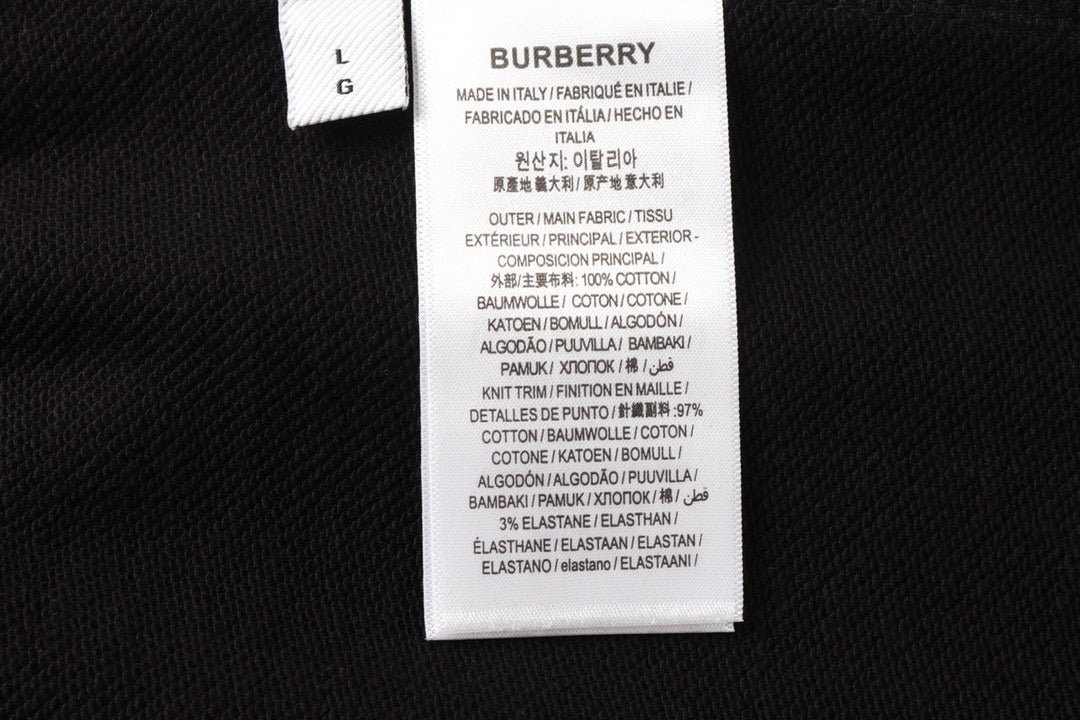 L
G
BURBERRY
MADE IN ITALY / FABRIQUÉ EN ITALIE /
FABRICADO EN ITÁLIA / HECHO EN
ITALIA
원산지: 이탈리아
原產地 義大利 / 原产地 意大利
OUTER / MAIN FABRIC / TISSU
EXTÉRIEUR / PRINCIPAL / EXTERIOR -
COMPOSICION PRINCIPAL /
外部/主要布料: 100% COTTON /
BAUMWOLLE / COTON / COTONE /
KATOEN / BOMULL / ALGODÓN /
ALGODÃO / PUUVILLA / BAMBAKI /
PAMUK / ХЛОПОК / 棉 / قطن
KNIT TRIM / FINITION EN MAILLE /
DETALLES DE PUNTO / 針織副料 :97%
COTTON / BAUMWOLLE / COTON /
COTONE / KATOEN / BOMULL /
ALGODÓN / ALGODÃO / PUUVILLA /
BAMBAKI / PAMUK / ХЛОПОК / 棉 / قطن
3% ELASTANE / ELASTHAN /
ÉLASTHANE / ELASTAAN / ELASTAN /
ELASTANO / elastano / ELASTAANI /